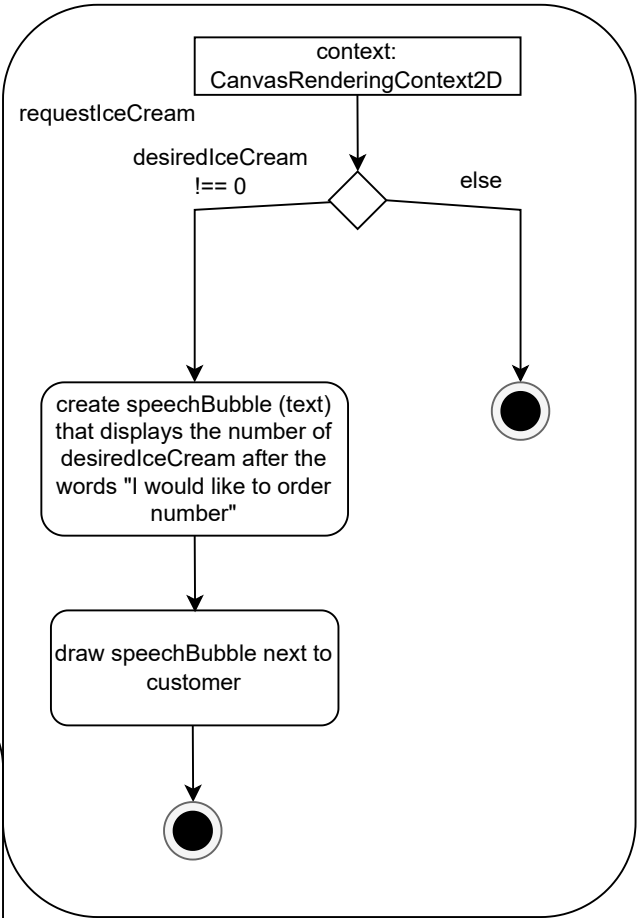 context:
CanvasRenderingContext2D
requestIceCream
desiredIceCream
!== 0
else
create speechBubble (text)
that displays the number of
desiredIceCream after the
words "I would like to order
number"
draw speechBubble next to
customer